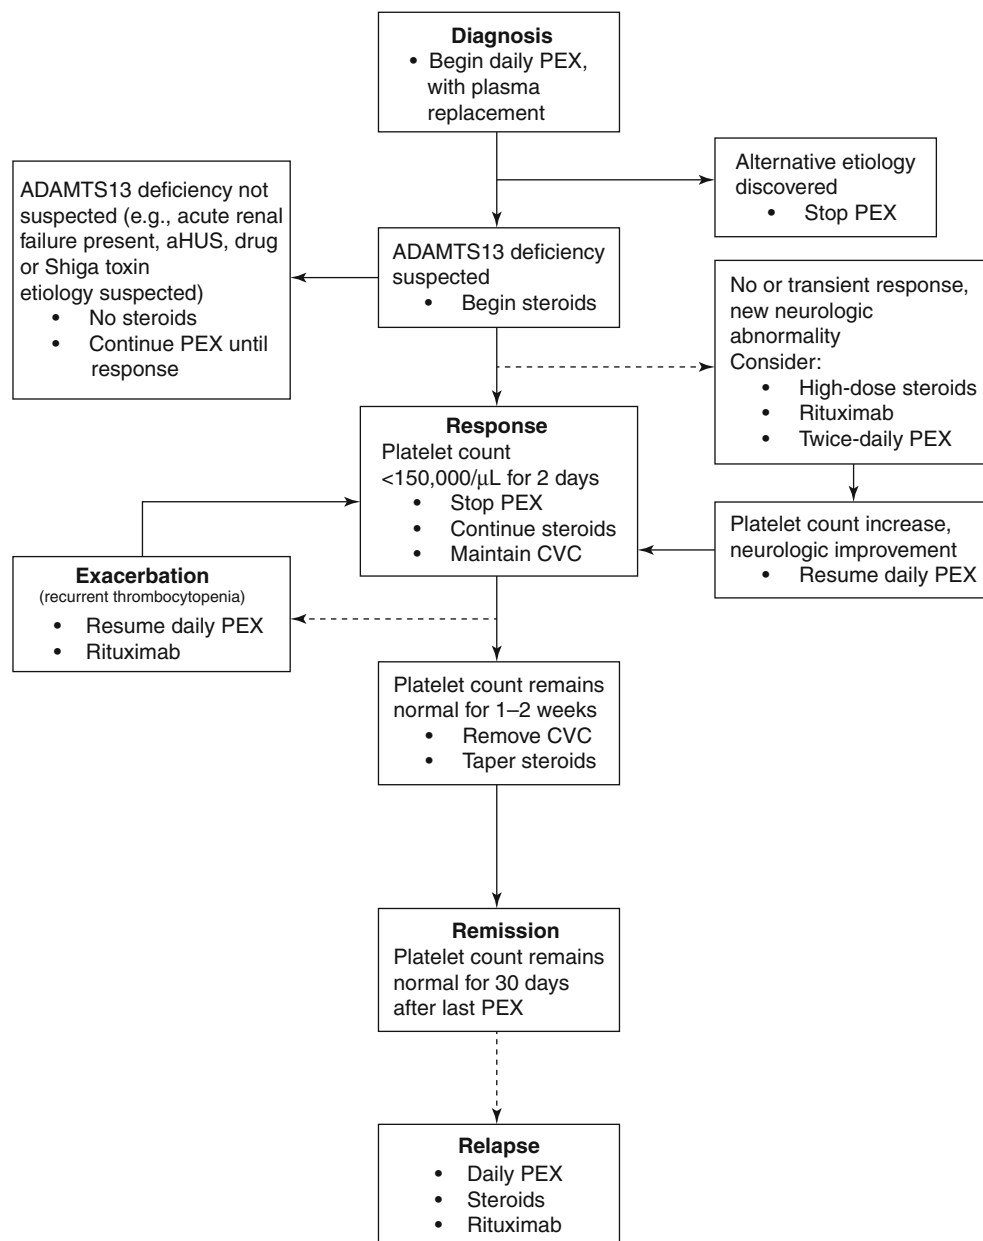 Diagnosis
• Begin daily PEX,
with plasma
replacement
Alternative etiology
discovered
• Stop PEX
ADAMTS13 deficiency not
suspected (e.g., acute renal
failure present, aHUS, drug
or Shiga toxin
etiology suspected)
• No steroids
• Continue PEX until
response
ADAMTS13 deficiency
suspected
• Begin steroids
No or transient response,
new neurologic
abnormality
Consider:
• High-dose steroids
• Rituximab
• Twice-daily PEX
Response
Platelet count
<150,000/μL for 2 days
• Stop PEX
• Continue steroids
• Maintain CVC
Platelet count increase,
neurologic improvement
• Resume daily PEX
Exacerbation
(recurrent thrombocytopenia)
• Resume daily PEX
• Rituximab
Platelet count remains
normal for 1–2 weeks
• Remove CVC
• Taper steroids
Remission
Platelet count remains
normal for 30 days
after last PEX
Relapse
• Daily PEX
• Steroids
• Rituximab